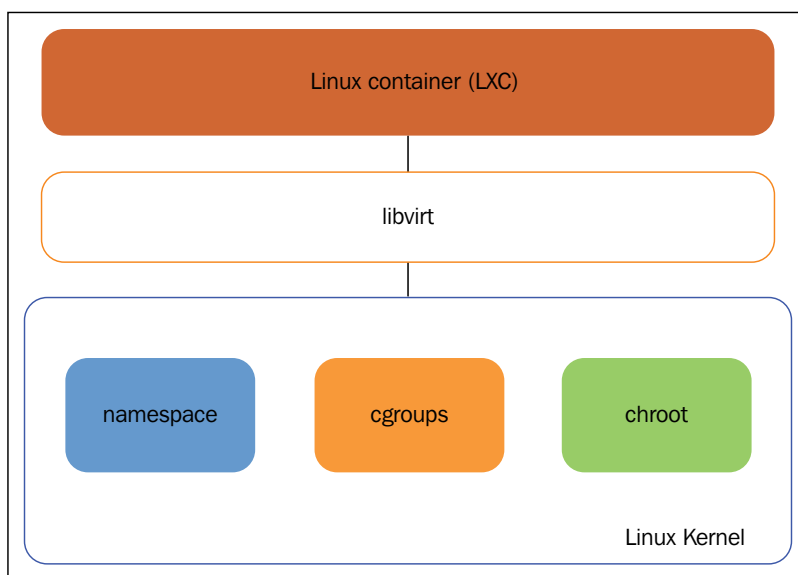 Linux container (LXC)
libvirt
namespace
cgroups
chroot
Linux Kernel